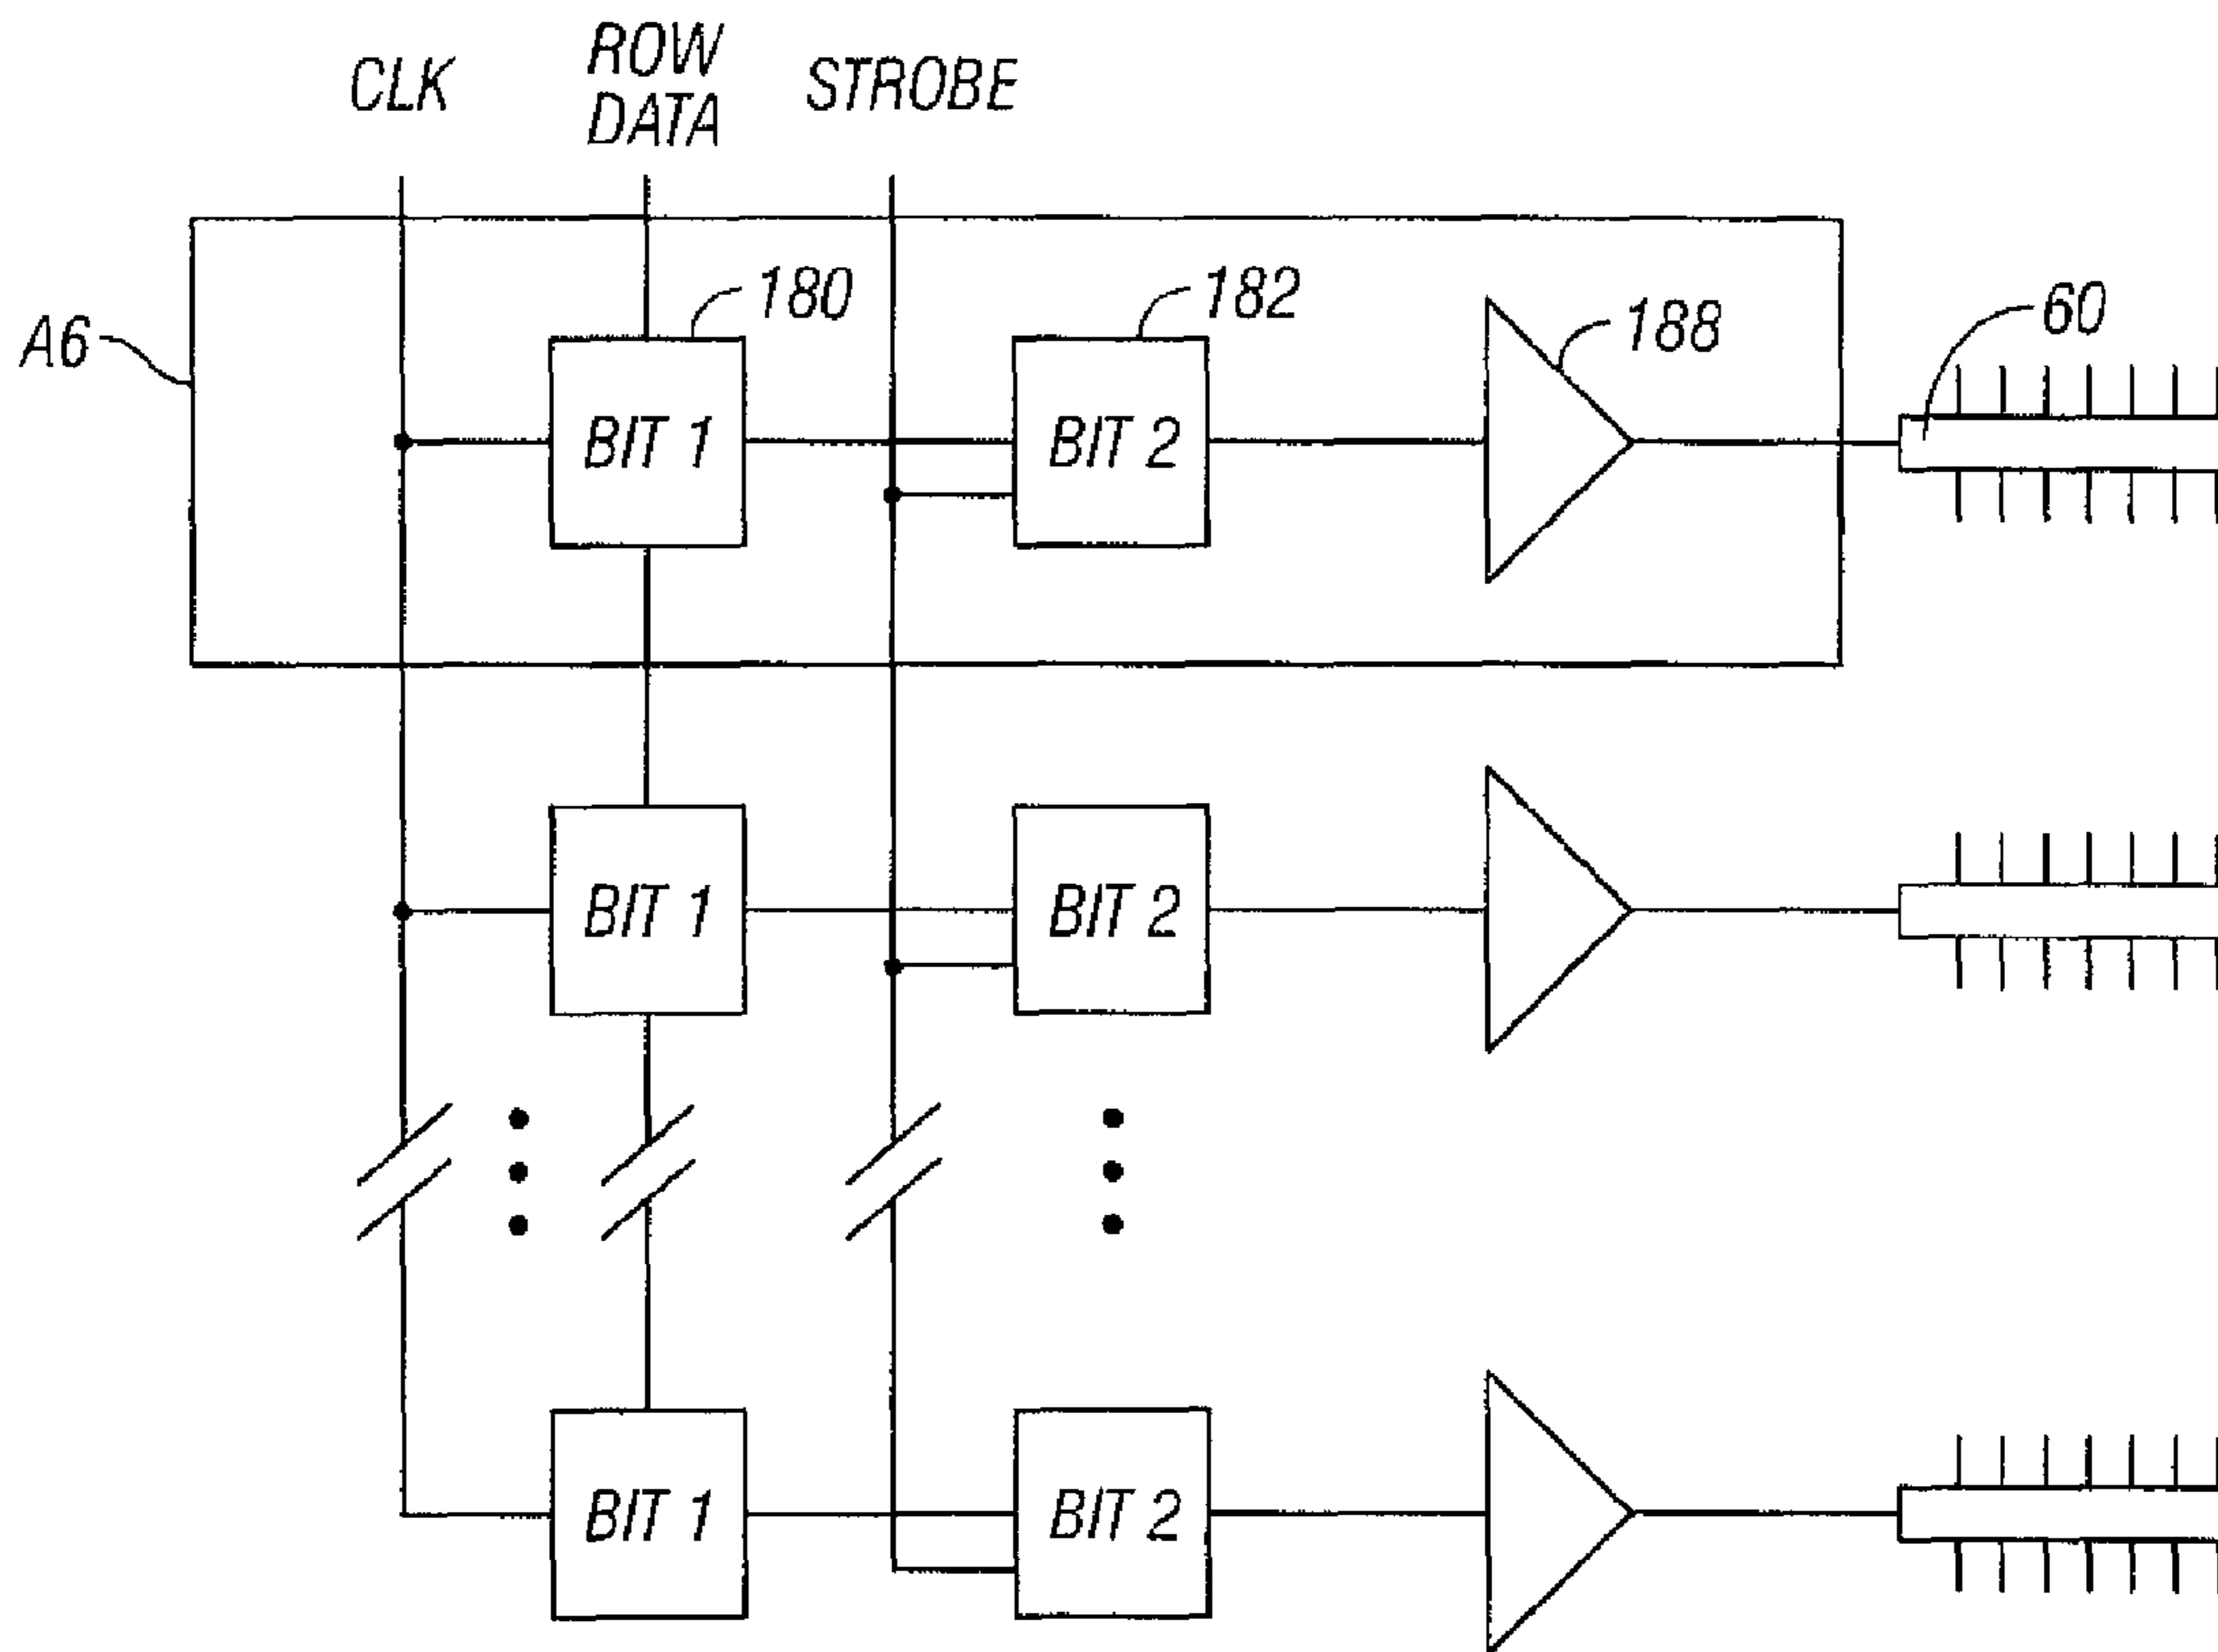 CLK
ROW
DATA
STROBE
180
182
188
60
A6
BIT 1
BIT 2
BIT 1
BIT 2
BIT 1
BIT 2